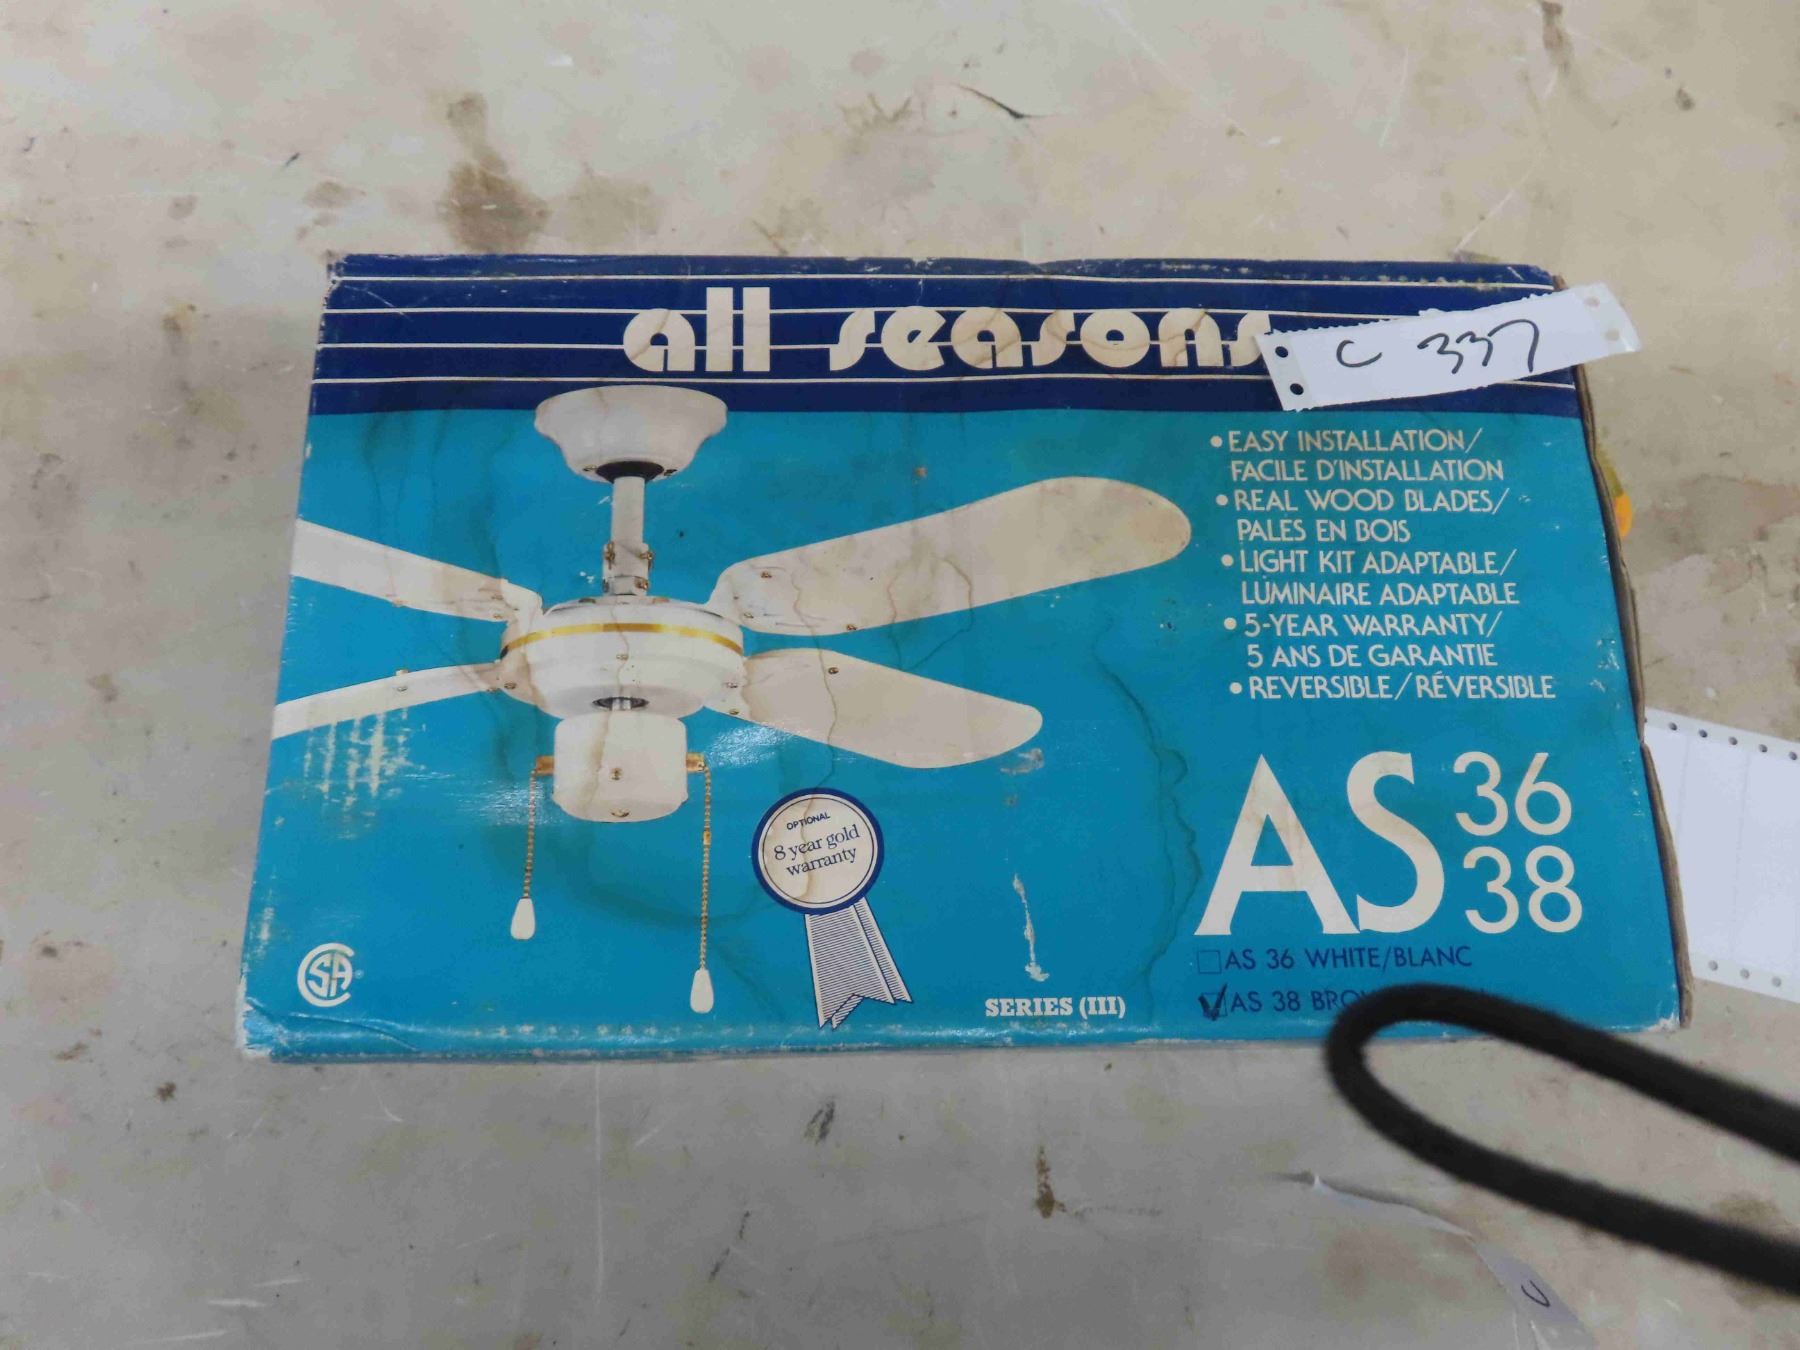 all seasons
C 337
• EASY INSTALLATION/
FACILE D'INSTALLATION
• REAL WOOD BLADES/
PALES EN BOIS
• LIGHT KIT ADAPTABLE/
LUMINAIRE ADAPTABLE
• 5-YEAR WARRANTY/
5 ANS DE GARANTIE
• REVERSIBLE/RÉVERSIBLE
AS 36
38
OPTIONAL
8 year gold
warranty
AS 36 WHITE/BLANC
AS 38
SERIES (III)
CSA